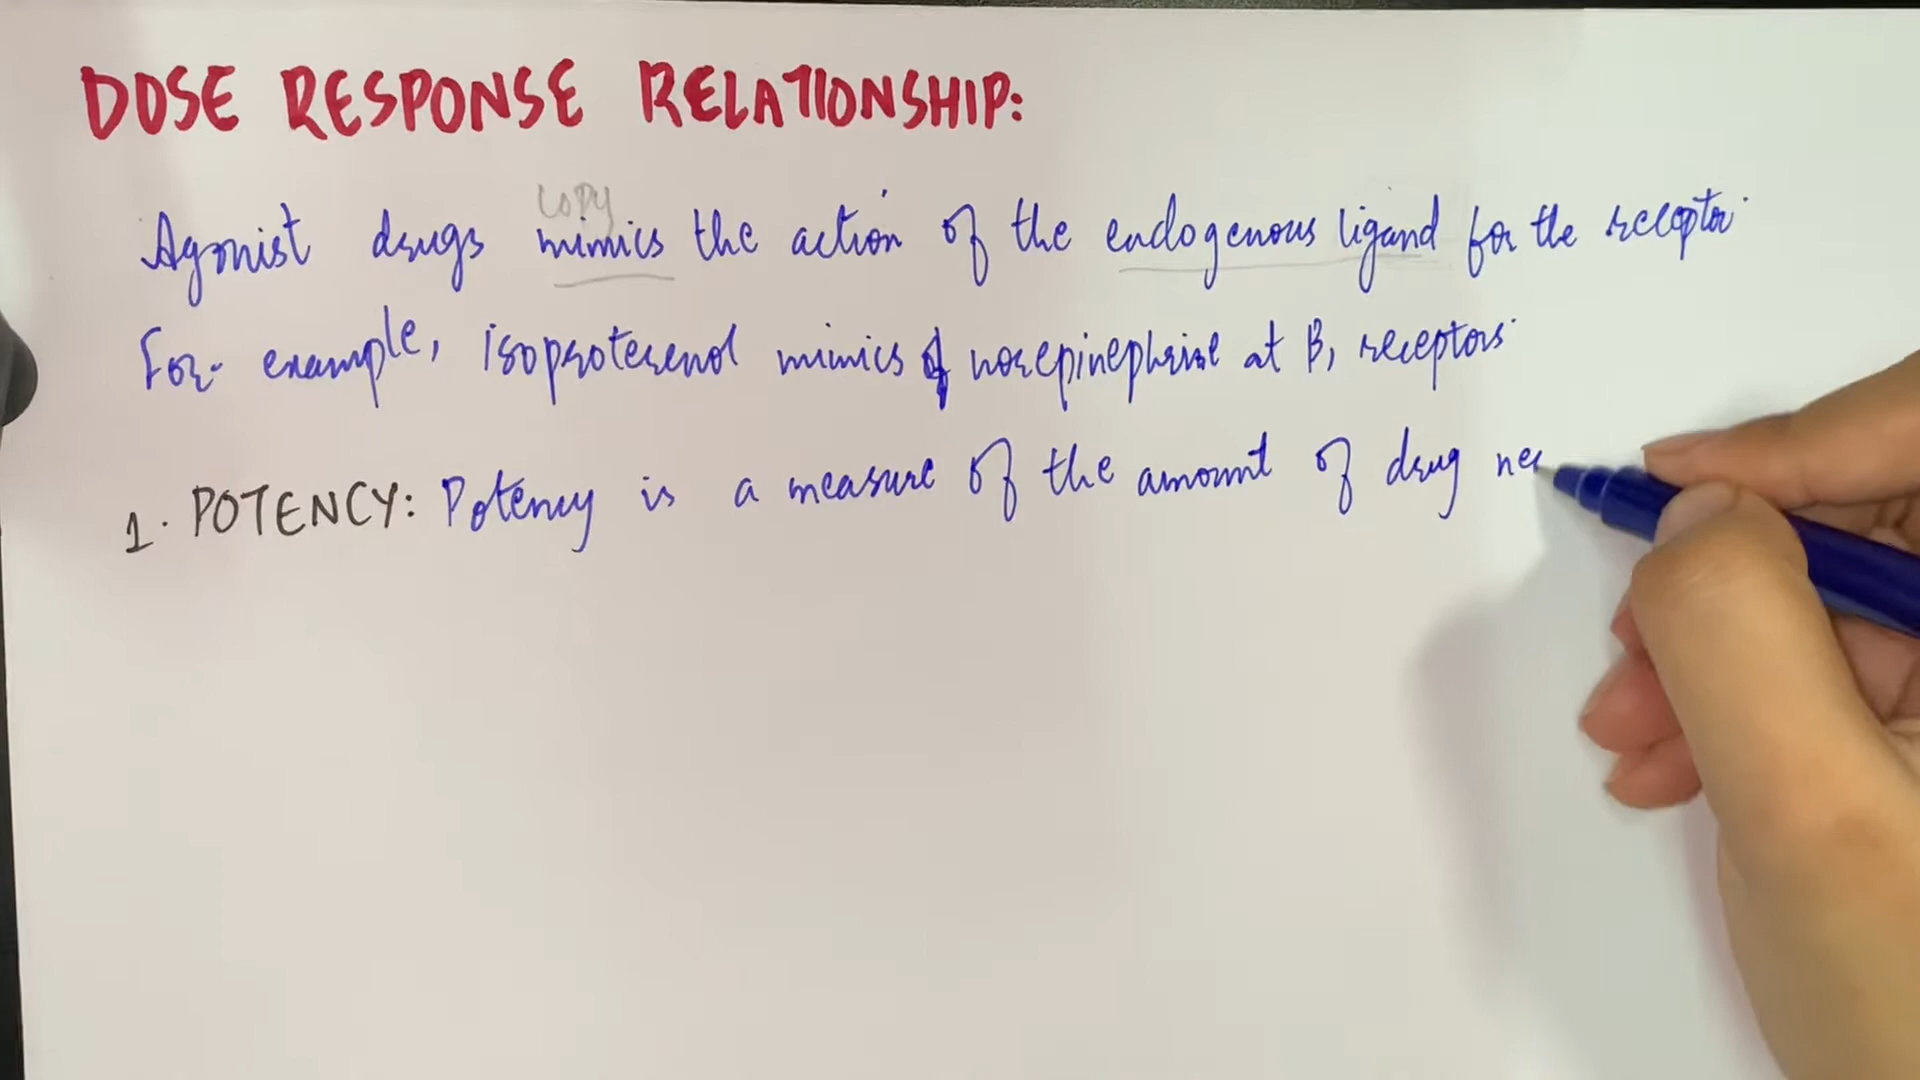 DOSE RESPONSE RELATIONSHIP:
copy
Agonist drugs mimics the action of the endogenous ligand for the receptor.
For example, isoproterenol mimics norepinephrine at β1 receptors.
1. POTENCY: Potency is a measure of the amount of drug nec